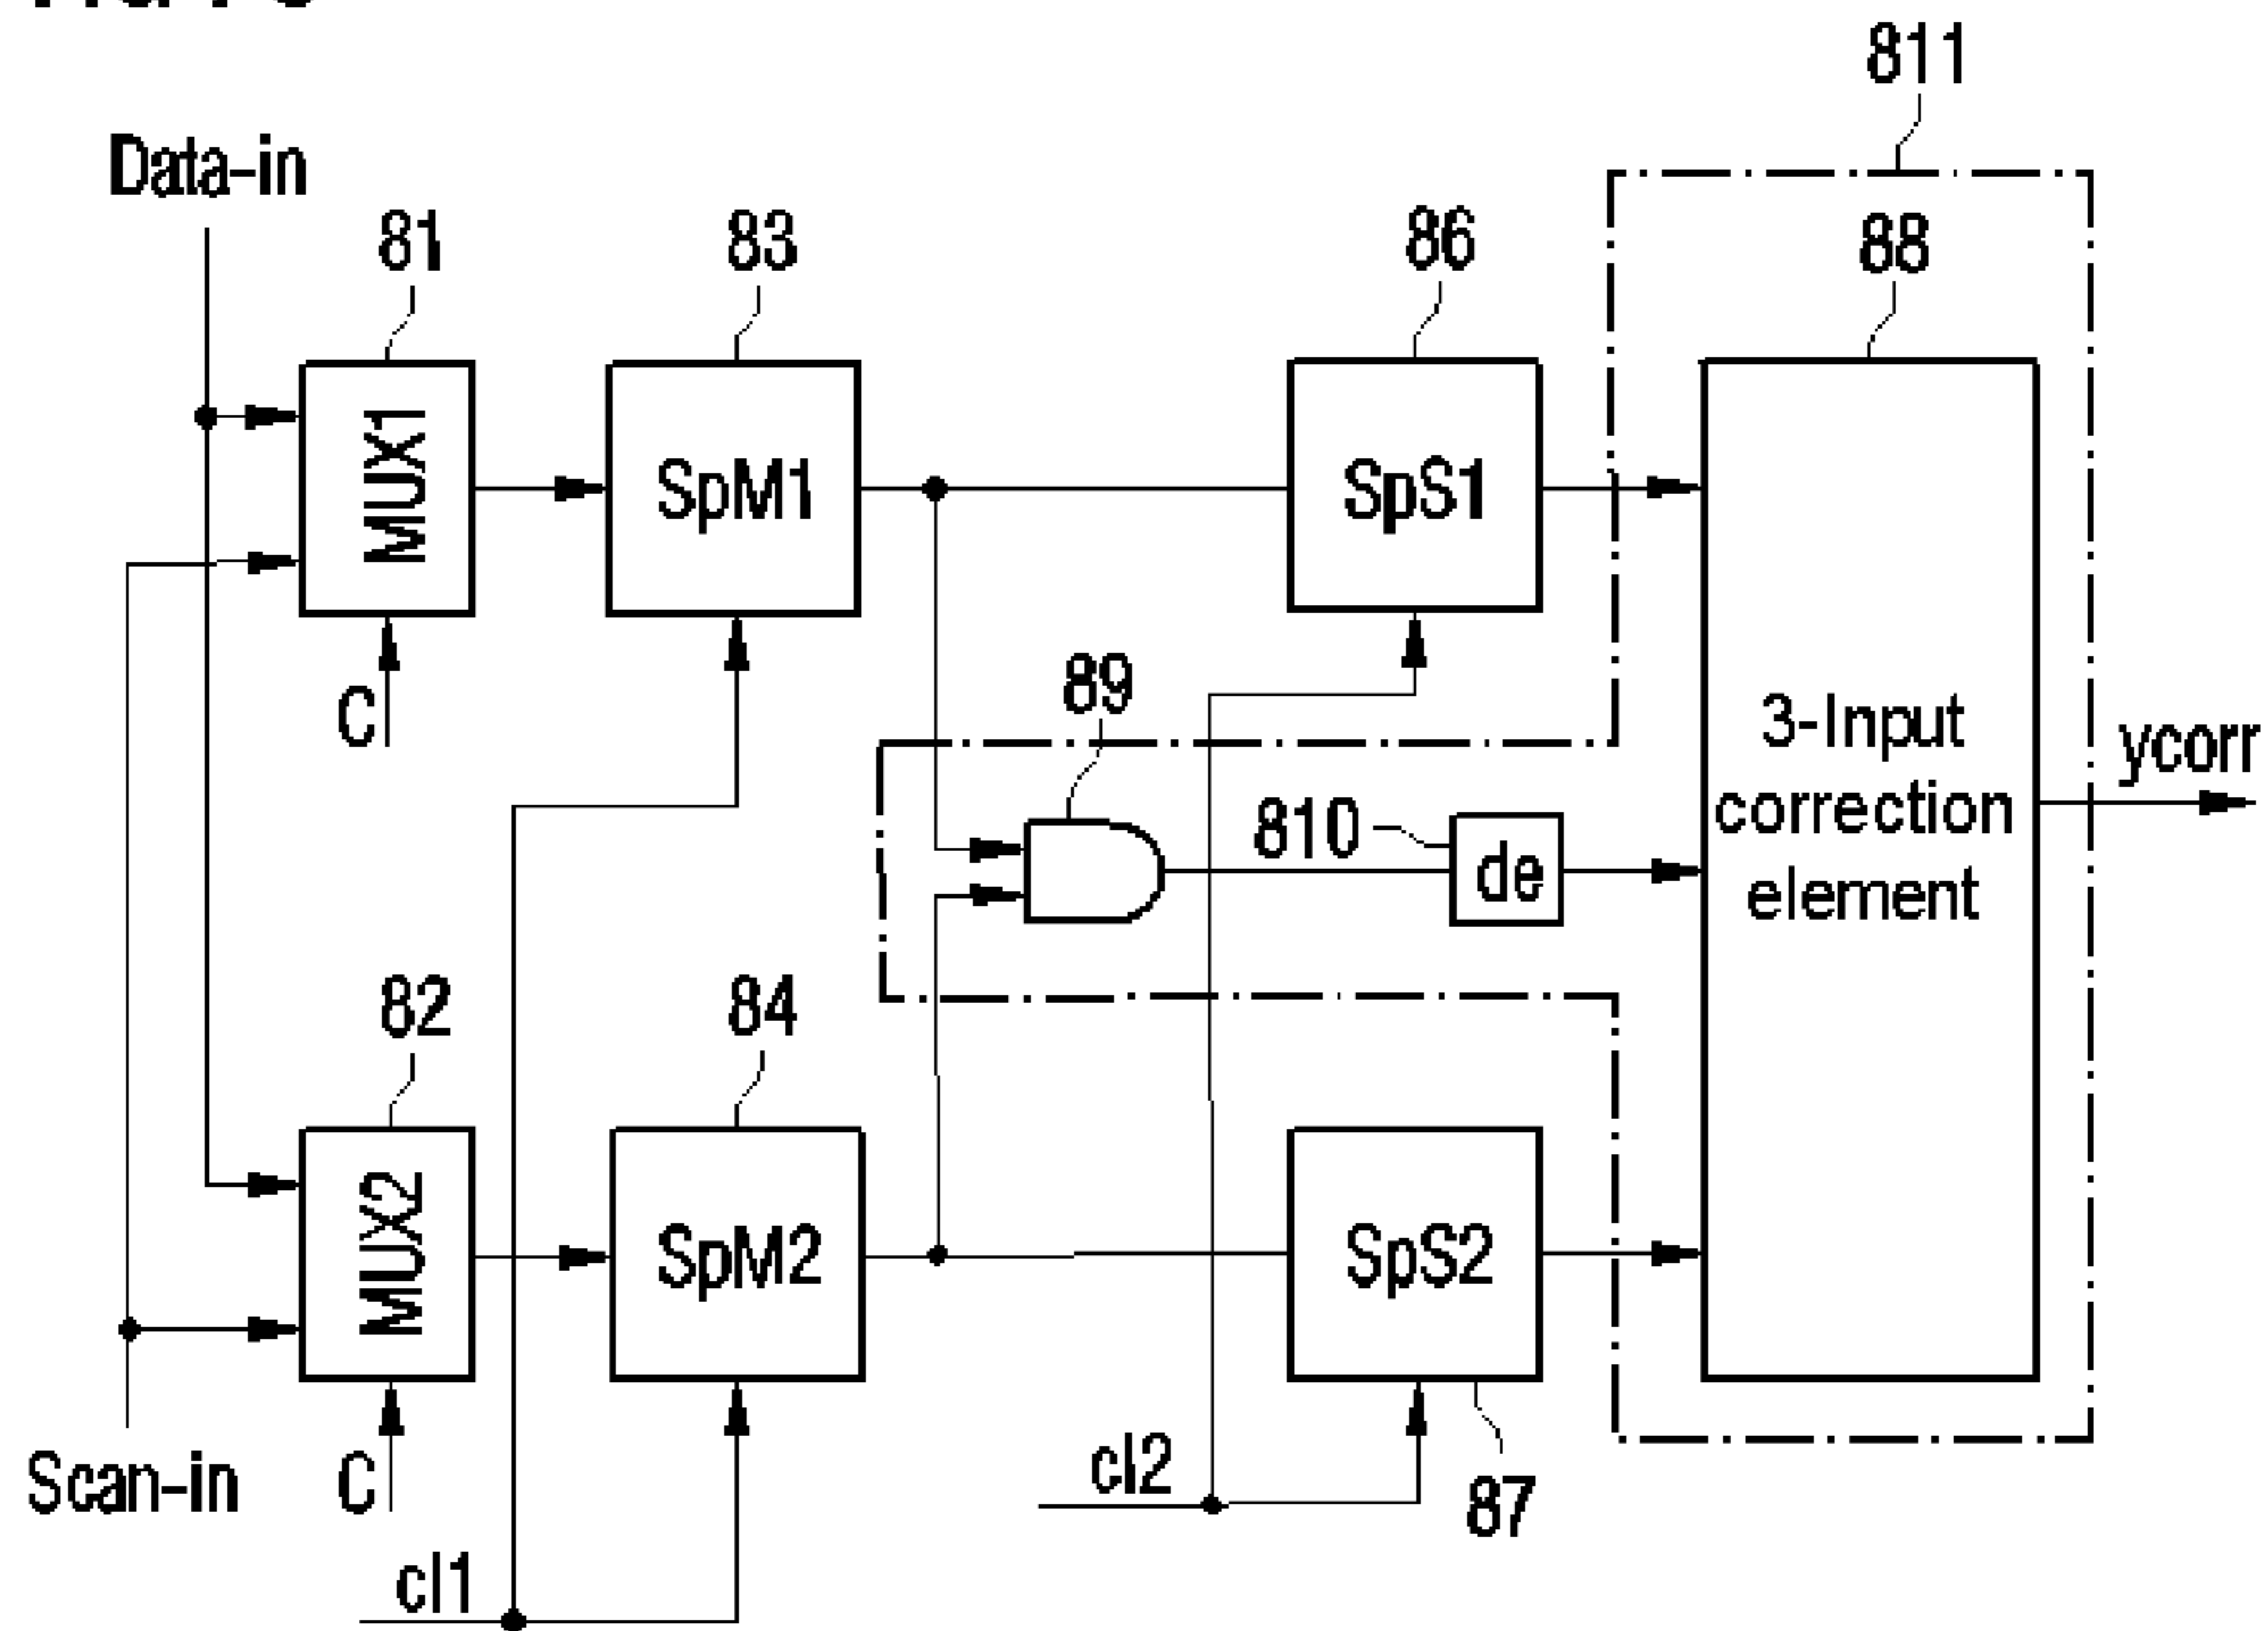 811
Data-in
81
83
86
88
MUX1
SpM1
SpS1
C
89
3-Input
correction
element
ycorr
810
de
82
84
MUX2
SpM2
SpS2
Scan-in
C
cl2
87
cl1